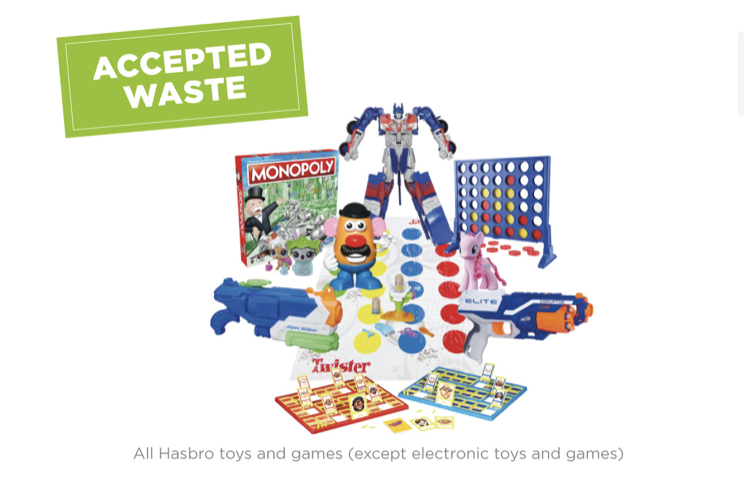 ACCEPTED
WASTE
MONOPOLY
ELITE
Twister
All Hasbro toys and games (except electronic toys and games)